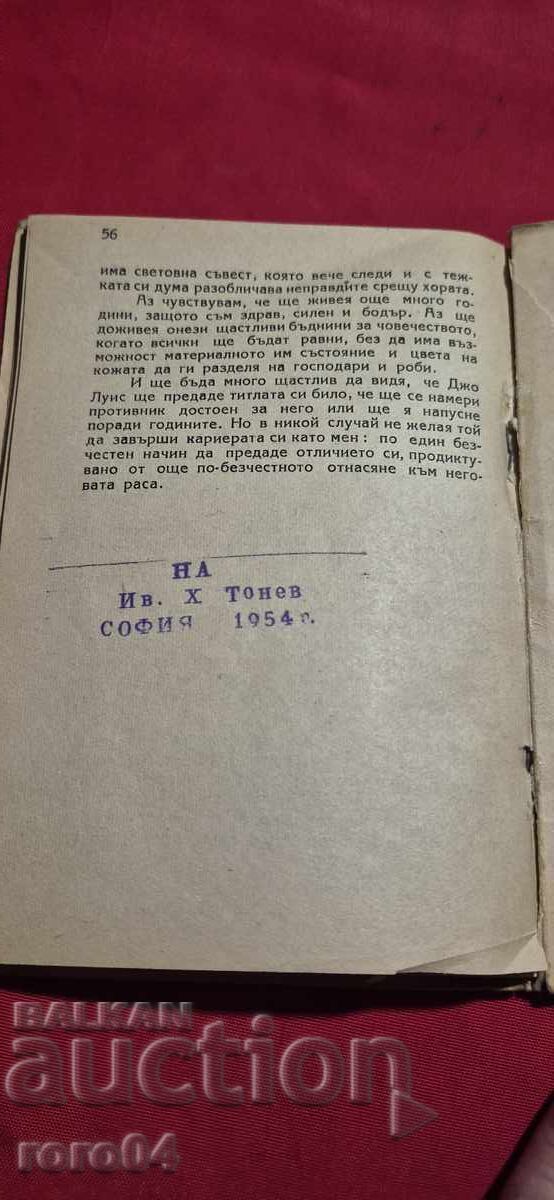 56
има световна съвест, която вече следи и с теж-
ката си дума разобличава неправдите срещу хората.
Аз чувствувам, че ще живея още много го-
дини, защото съм здрав, силен и бодър. Аз ще
доживея онези щастливи бъднини за човечеството,
когато всички ще бъдат равни, без да има въз-
можност материалното им състояние и цвета на
кожата да ги разделя на господари и роби.
И ще бъда много щастлив да видя, че Джо
Луис ще предаде титлата си било, че ще се намери
противник достоен за него или ще я напусне
поради годините. Но в никой случай не желая той
да завърши кариерата си като мен: по един без-
честен начин да предаде отличието си, продикту-
вано от още по-безчестното отнасяне към него-
вата раса.
НА
Ив. Х Тонев
СОФИЯ 1954 г.
BALKAN
auction
roro04